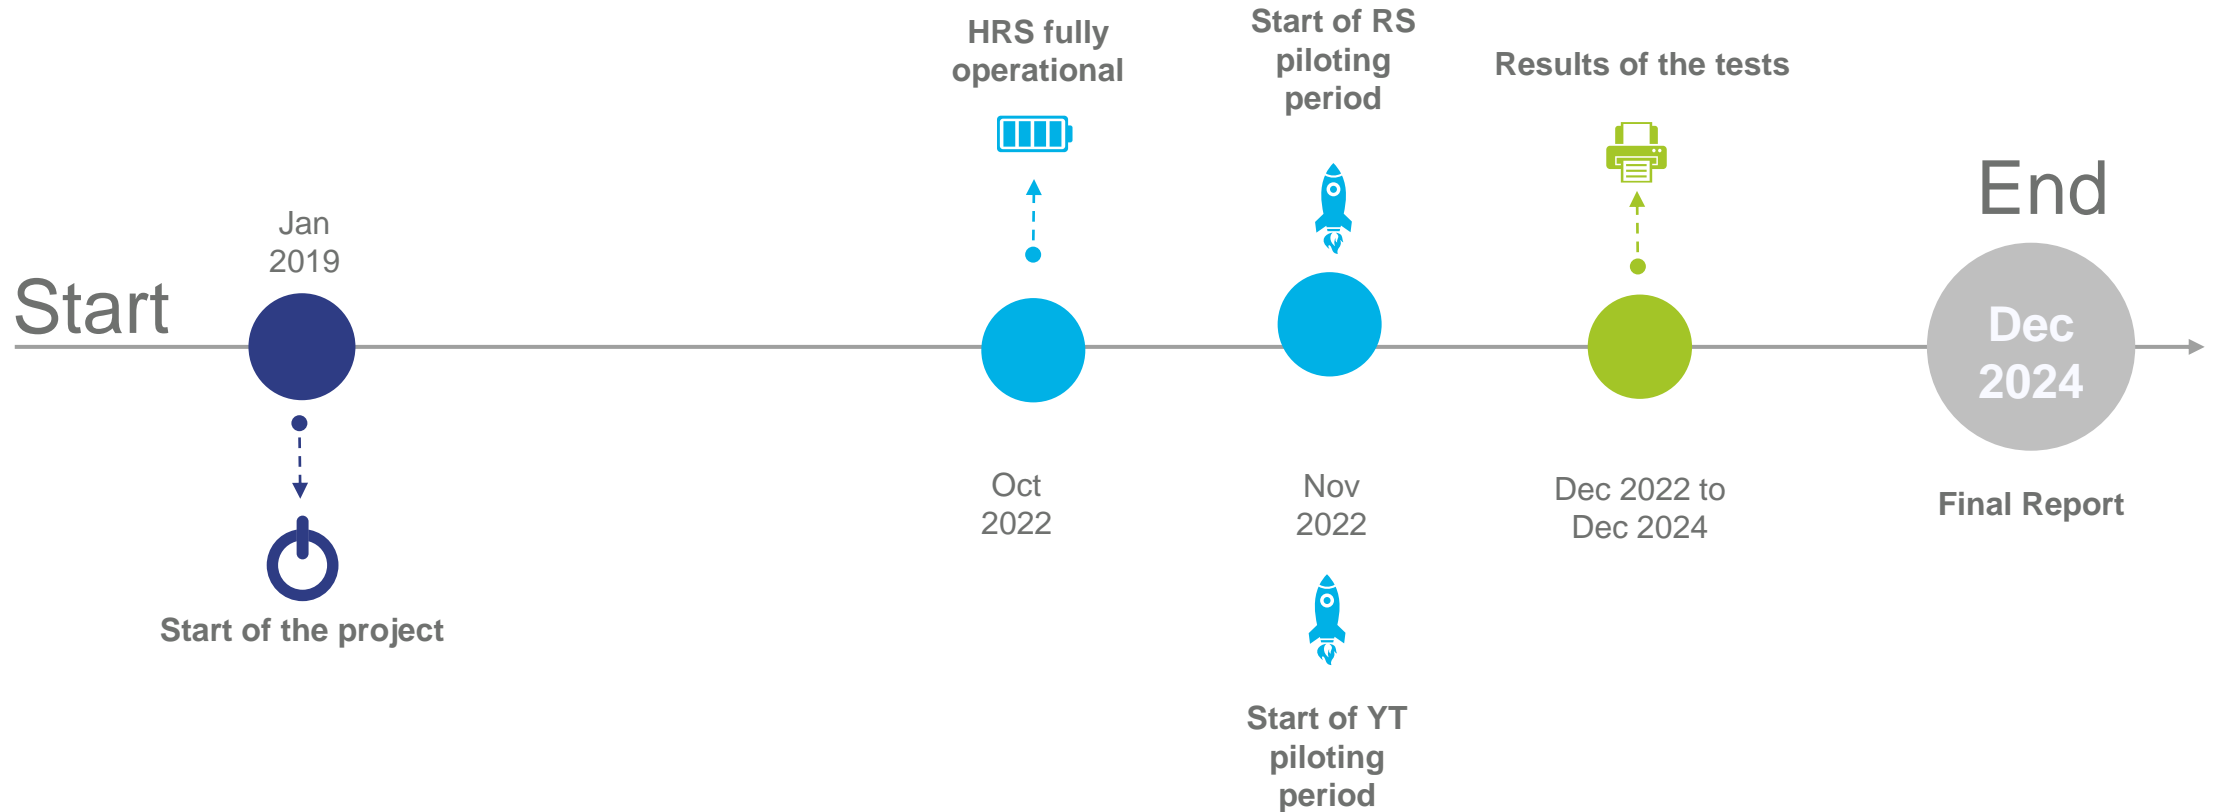 Start
Jan
2019
Start of the project
HRS fully
operational
Oct
2022
Start of RS
piloting
period
Nov
2022
Start of YT
piloting
period
Results of the tests
Dec 2022 to
Dec 2024
End
Dec
2024
Final Report